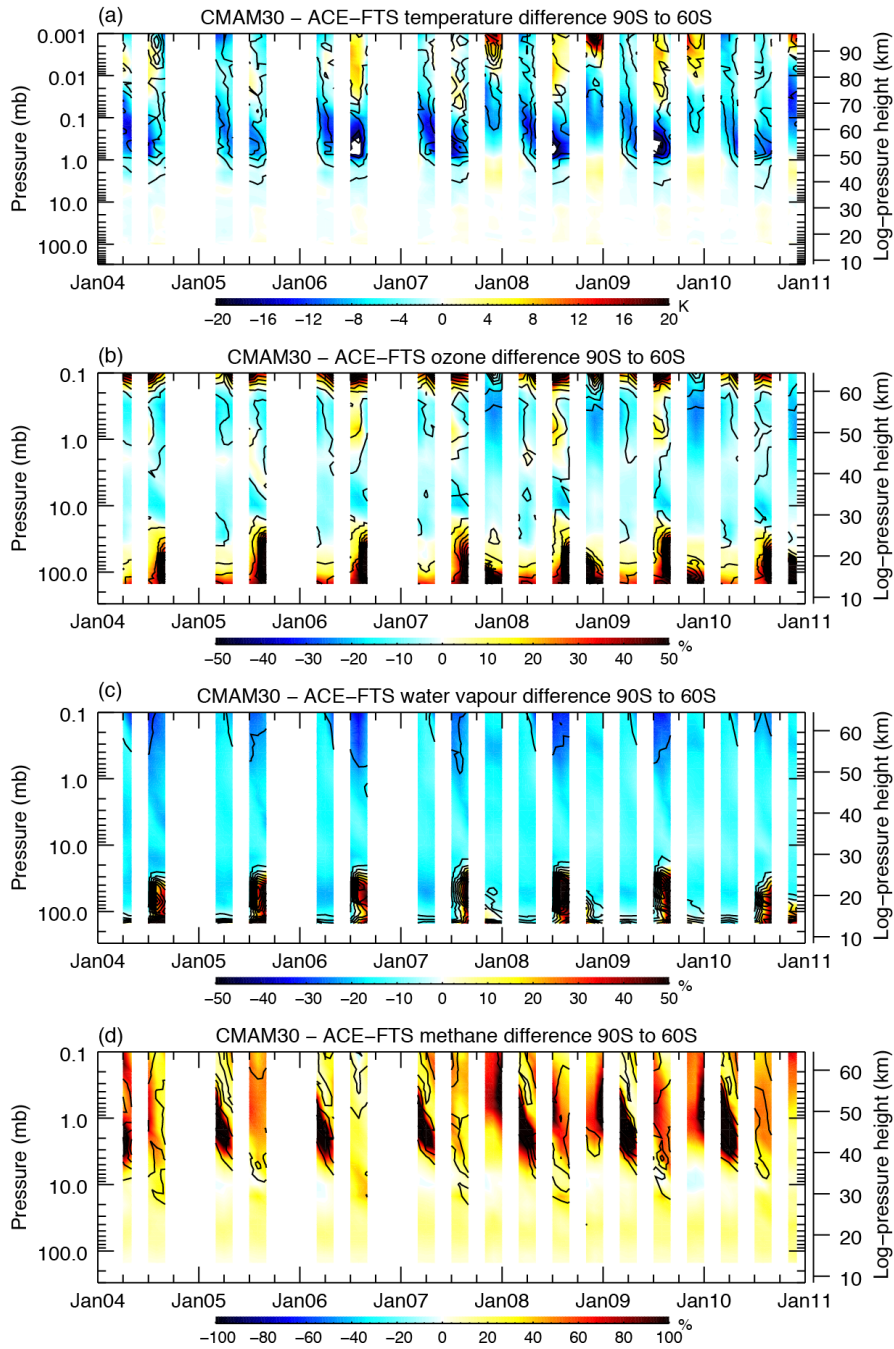 (a) CMAM30 − ACE−FTS temperature difference 90S to 60S
Pressure (mb)
0.001
0.01
0.1
1.0
10.0
100.0
Log−pressure height (km)
90
80
70
60
50
40
30
20
10
Jan04 Jan05 Jan06 Jan07 Jan08 Jan09 Jan10 Jan11
−20 −16 −12 −8 −4 0 4 8 12 16 20 K
(b) CMAM30 − ACE−FTS ozone difference 90S to 60S
Pressure (mb)
0.1
1.0
10.0
100.0
Log−pressure height (km)
60
50
40
30
20
10
Jan04 Jan05 Jan06 Jan07 Jan08 Jan09 Jan10 Jan11
−50 −40 −30 −20 −10 0 10 20 30 40 50 %
(c) CMAM30 − ACE−FTS water vapour difference 90S to 60S
Pressure (mb)
0.1
1.0
10.0
100.0
Log−pressure height (km)
60
50
40
30
20
10
Jan04 Jan05 Jan06 Jan07 Jan08 Jan09 Jan10 Jan11
−50 −40 −30 −20 −10 0 10 20 30 40 50 %
(d) CMAM30 − ACE−FTS methane difference 90S to 60S
Pressure (mb)
0.1
1.0
10.0
100.0
Log−pressure height (km)
60
50
40
30
20
10
Jan04 Jan05 Jan06 Jan07 Jan08 Jan09 Jan10 Jan11
−100 −80 −60 −40 −20 0 20 40 60 80 100 %